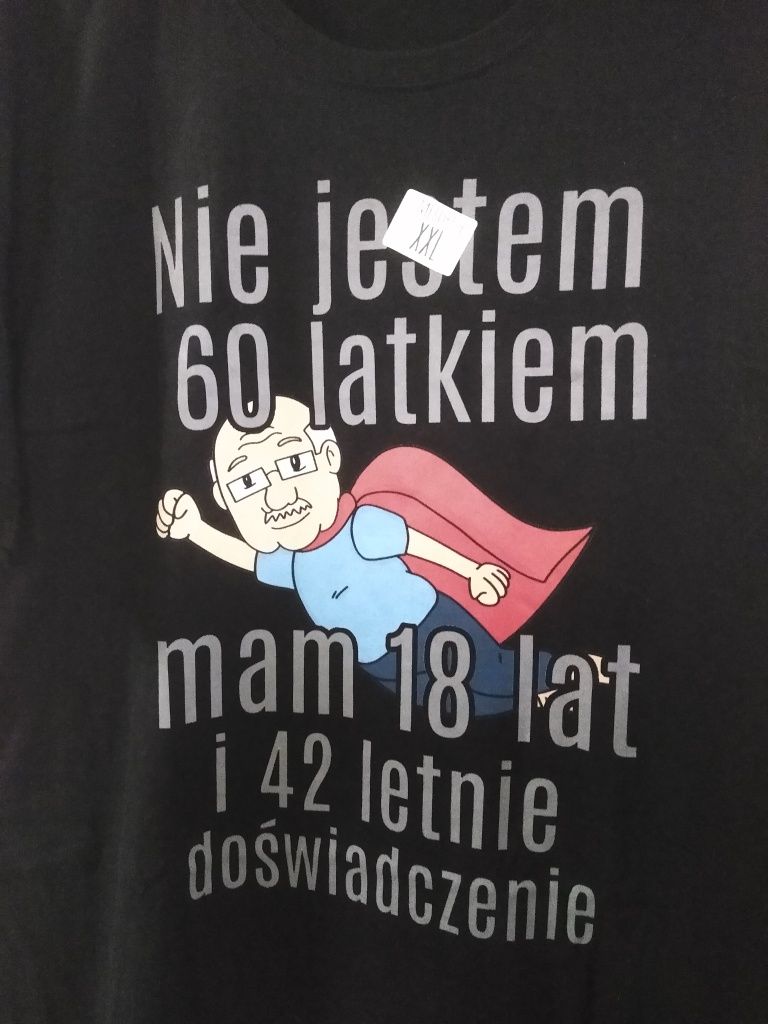 Nie jestem
XXL
60 latkiem
mam 18 lat
i 42 letnie
doświadczenie